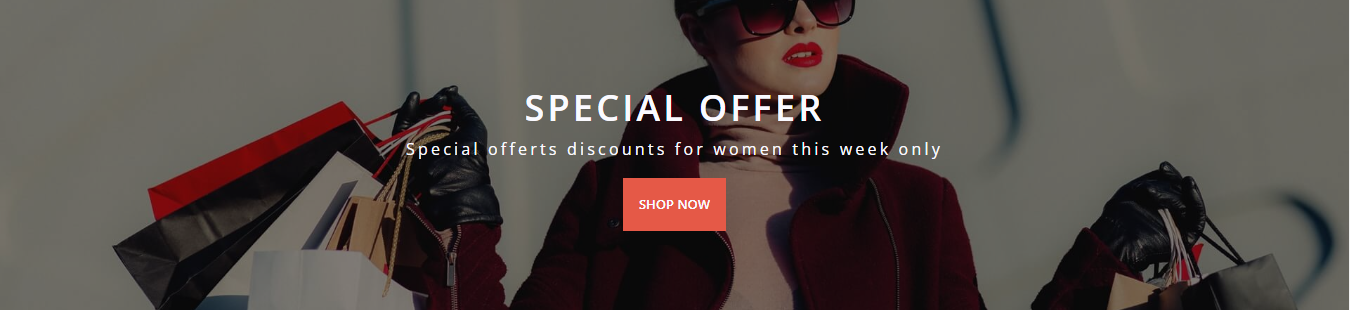 SPECIAL OFFER
Special offerts discounts for women this week only
SHOP NOW